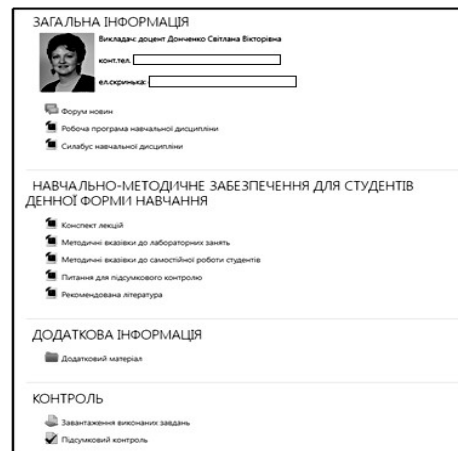 ЗАГАЛЬНА ІНФОРМАЦІЯ
Викладач: доцент Донченко Світлана Вікторівна
конт.тел.
ел.скринька:
Форум новин
Робоча програма навчальної дисципліни
Силабус навчальної дисципліни
НАВЧАЛЬНО-МЕТОДИЧНЕ ЗАБЕЗПЕЧЕННЯ ДЛЯ СТУДЕНТІВ
ДЕННОЇ ФОРМИ НАВЧАННЯ
Конспект лекцій
Методичні вказівки до лабораторних занять
Методичні вказівки до самостійної роботи студентів
Питання для підсумкового контролю
Рекомендована література
ДОДАТКОВА ІНФОРМАЦІЯ
Додатковий матеріал
КОНТРОЛЬ
Завантаження виконаних завдань
Підсумковий контроль